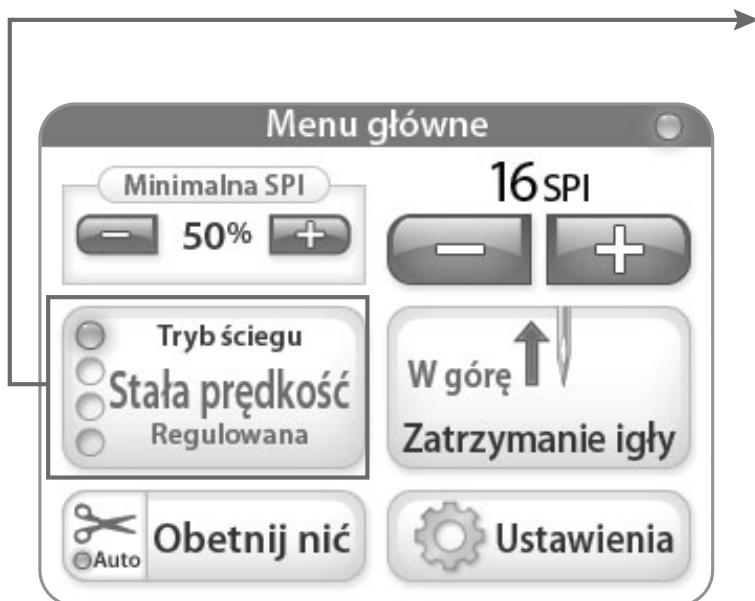 Menu główne
Minimalna SPI
50%
16 SPI
Tryb ściegu
Stała prędkość
Regulowana
W górę
Zatrzymanie igły
Auto
Obetnij nić
Ustawienia